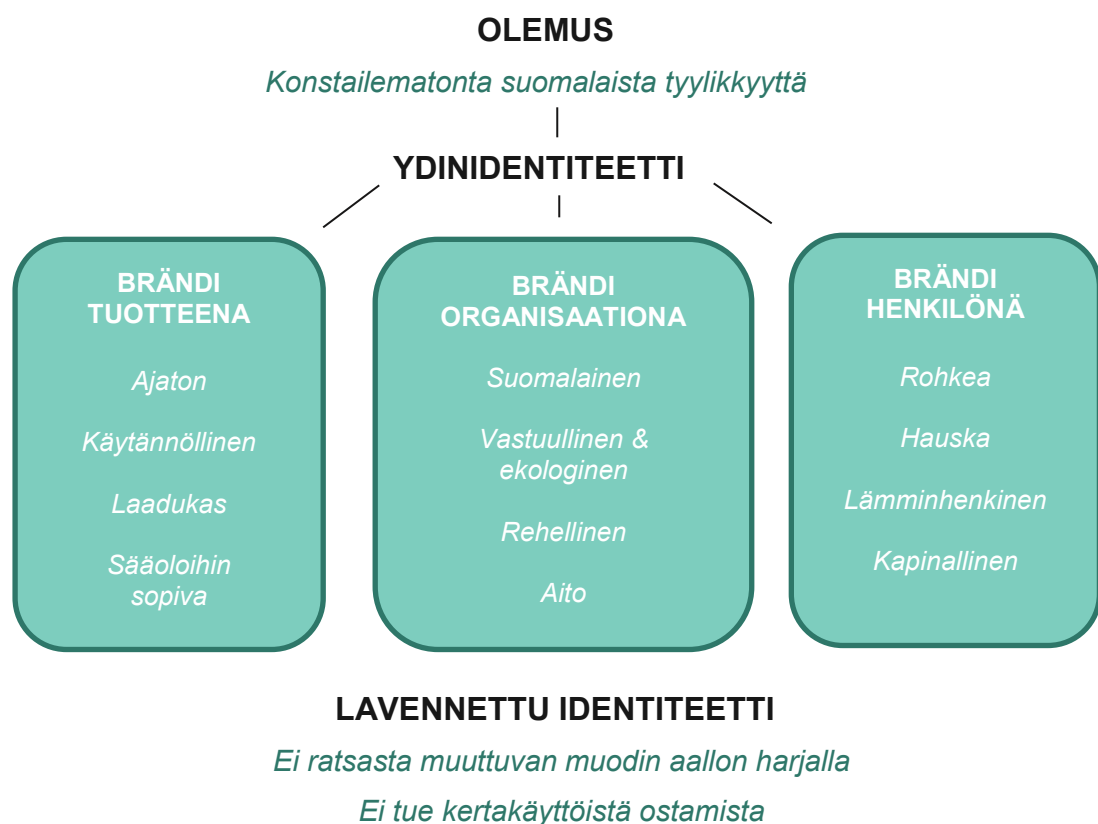 OLEMUS
Konstailematonta suomalaista tyylikkyyttä
YDINIDENTITEETTI
BRÄNDI
TUOTTEENA
Ajaton
Käytännöllinen
Laadukas
Sääoloihin
sopiva
BRÄNDI
ORGANISAATIONA
Suomalainen
Vastuullinen &
ekologinen
Rehellinen
Aito
BRÄNDI
HENKILÖNÄ
Rohkea
Hauska
Lämminhenkinen
Kapinallinen
LAVENNETTU IDENTITEETTI
Ei ratsasta muuttuvan muodin aallon harjalla
Ei tue kertakäyttöistä ostamista